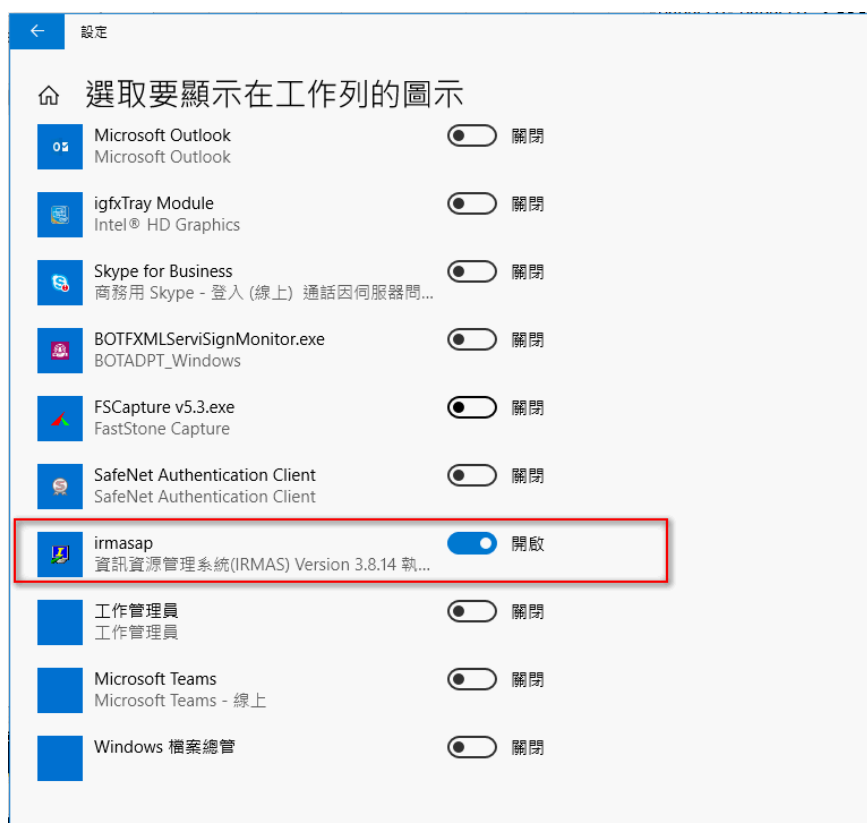 設定
選取要顯示在工作列的圖示
Microsoft Outlook
關閉
Microsoft Outlook
igfxTray Module
關閉
Intel® HD Graphics
Skype for Business
關閉
商務用 Skype - 登入 (線上) 通話因伺服器問...
BOTFXMLServiSignMonitor.exe
關閉
BOTADPT_Windows
FSCapture v5.3.exe
關閉
FastStone Capture
SafeNet Authentication Client
關閉
SafeNet Authentication Client
irmasap
開啟
資訊資源管理系統(IRMAS) Version 3.8.14 執...
工作管理員
關閉
工作管理員
Microsoft Teams
關閉
Microsoft Teams - 線上
Windows 檔案總管
關閉